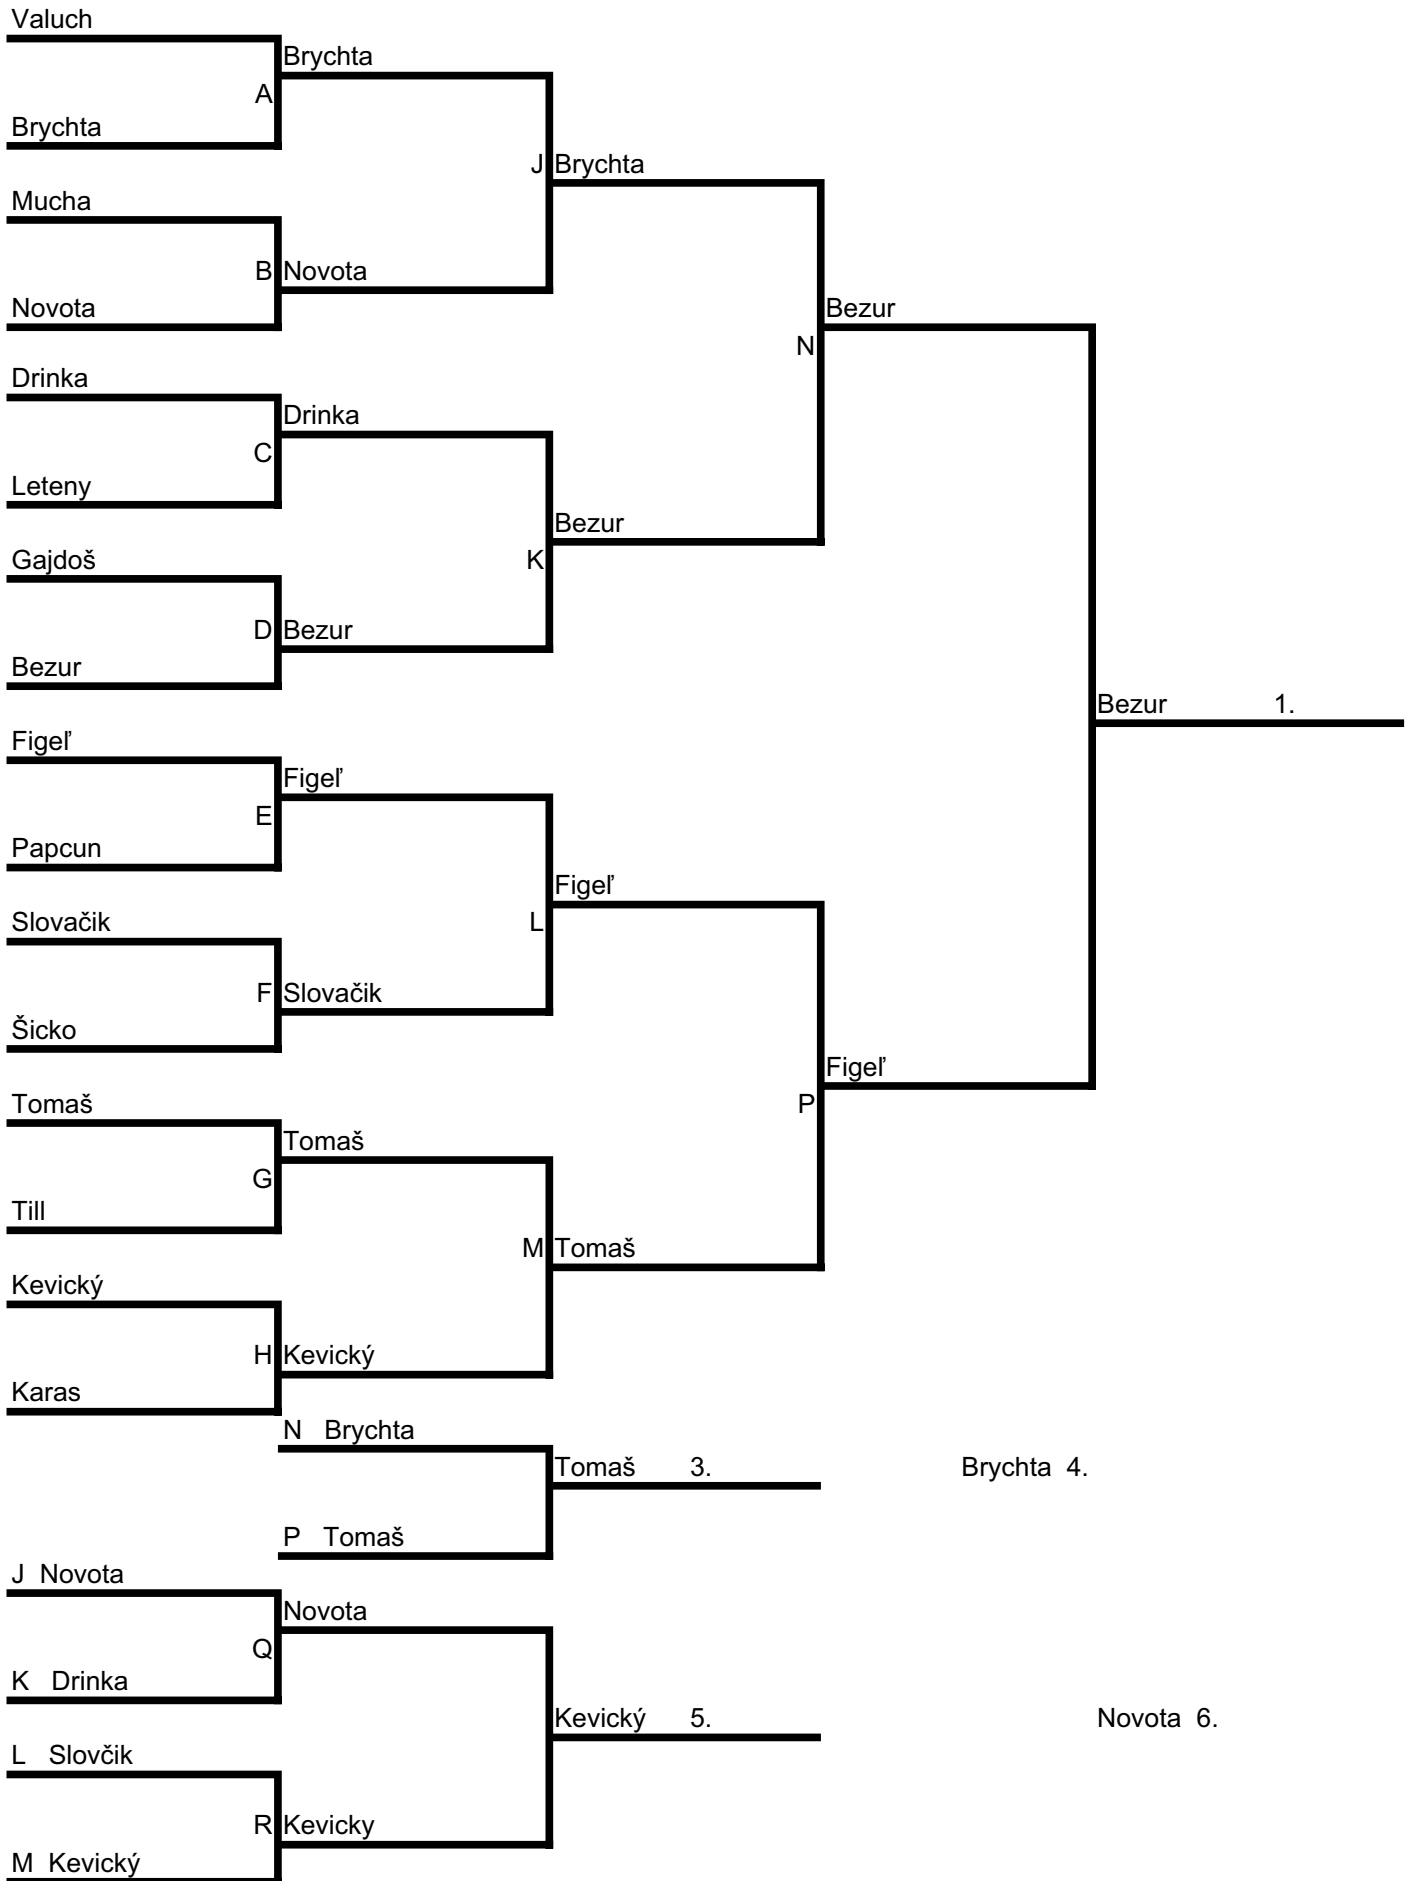 Valuch
Brychta
A
Brychta
J Brychta
Mucha
B Novota
Novota
Bezur
N
Drinka
Drinka
C
Leteny
Bezur
K
Gajdoš
D Bezur
Bezur
Bezur 1.
Figeľ
Figeľ
E
Papcun
Figeľ
L
Slovačik
F Slovačik
Šicko
Figeľ
P
Tomaš
Tomaš
G
Till
M Tomaš
Kevický
H Kevický
Karas
N Brychta
Tomaš 3. Brychta 4.
P Tomaš
J Novota
Novota
Q
K Drinka
Kevický 5. Novota 6.
L Slovčik
R Kevicky
M Kevický